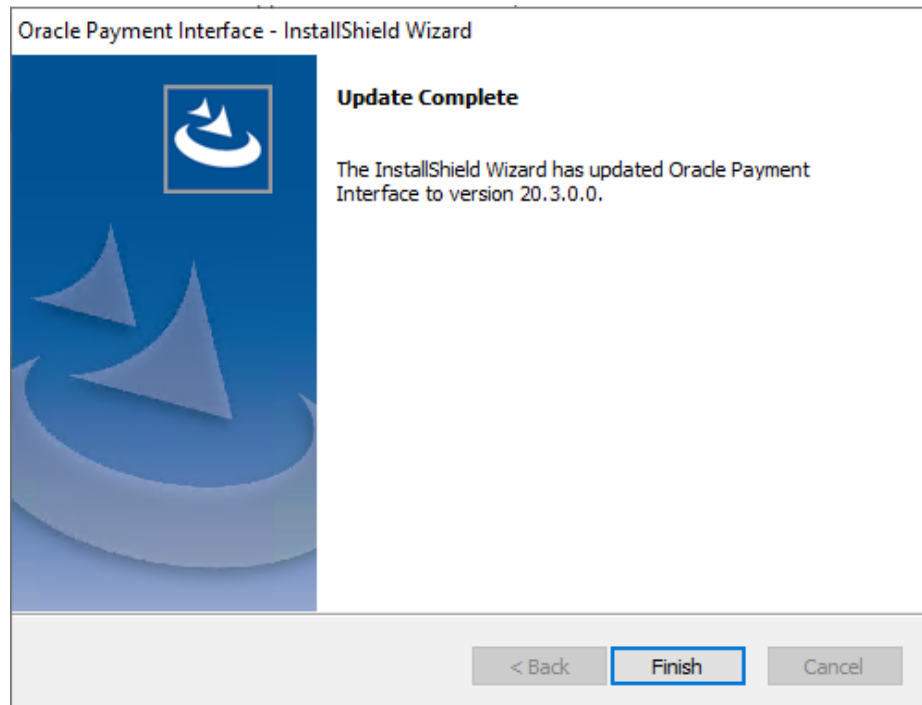 Oracle Payment Interface - InstallShield Wizard
Update Complete
The InstallShield Wizard has updated Oracle Payment
Interface to version 20.3.0.0.
< Back Finish Cancel